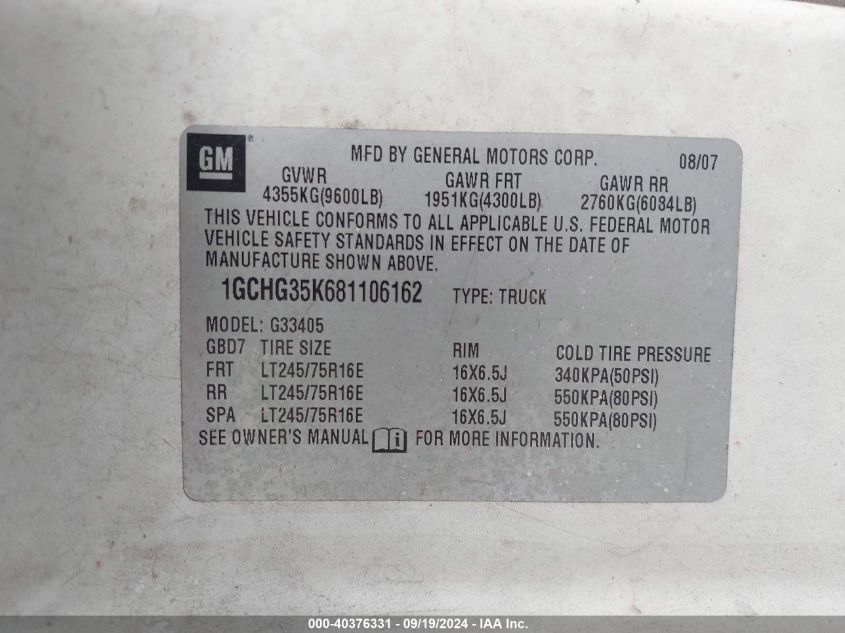 GM
MFD BY GENERAL MOTORS CORP. 08/07
GVWR GAWR FRT GAWR RR
4355KG(9600LB) 1951KG(4300LB) 2760KG(6084LB)
THIS VEHICLE CONFORMS TO ALL APPLICABLE U.S. FEDERAL MOTOR
VEHICLE SAFETY STANDARDS IN EFFECT ON THE DATE OF
MANUFACTURE SHOWN ABOVE.
1GCHG35K681106162 TYPE: TRUCK
MODEL: G33405
GBD7 TIRE SIZE RIM COLD TIRE PRESSURE
FRT LT245/75R16E 16X6.5J 340KPA(50PSI)
RR LT245/75R16E 16X6.5J 550KPA(80PSI)
SPA LT245/75R16E 16X6.5J 550KPA(80PSI)
SEE OWNER'S MANUAL i FOR MORE INFORMATION.
000-40376331 - 09/19/2024 - IAA Inc.